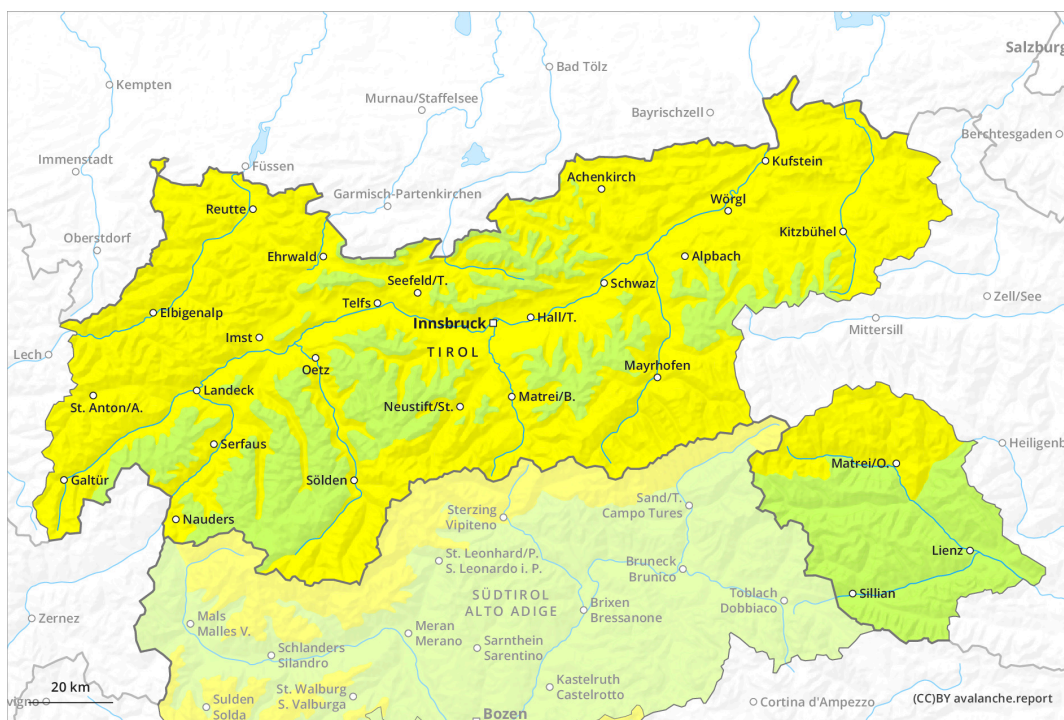 Salzburg
Kempten
Bad Tölz
Murnau/Staffelsee
Bayrischzell
Berchtesgaden
Immenstadt
Füssen
Kufstein
Achenkirch
Garmisch-Partenkirchen
Wörgl
Reutte
Oberstdorf
Kitzbühel
Ehrwald
Alpbach
Seefeld/T.
Schwaz
Zell/See
Telfs
Elbigenalp
Innsbruck
Hall/T.
Mittersill
Imst
Lech
TIROL
Oetz
Mayrhofen
Landeck
St. Anton/A.
Neustift/St.
Matrei/B.
Serfaus
Matrei/O.
Galtür
Sölden
Sand/T.
Campo Tures
Sterzing
Vipiteno
Nauders
Lienz
St. Leonhard/P.
S. Leonardo i. P.
Bruneck
Brunico
SÜDTIROL
ALTO ADIGE
Toblach
Dobbiaco
Sillian
Brixen
Bressanone
Zernez
Mals
Malles V.
Meran
Merano
Sarnthein
Sarentino
Schlanders
Silandro
Kastelruth
Castelrotto
20 km
St. Walburg
S. Valburga
Sulden
Solda
Cortina d'Ampezzo
(CC)BY avalanche.report
Bozen